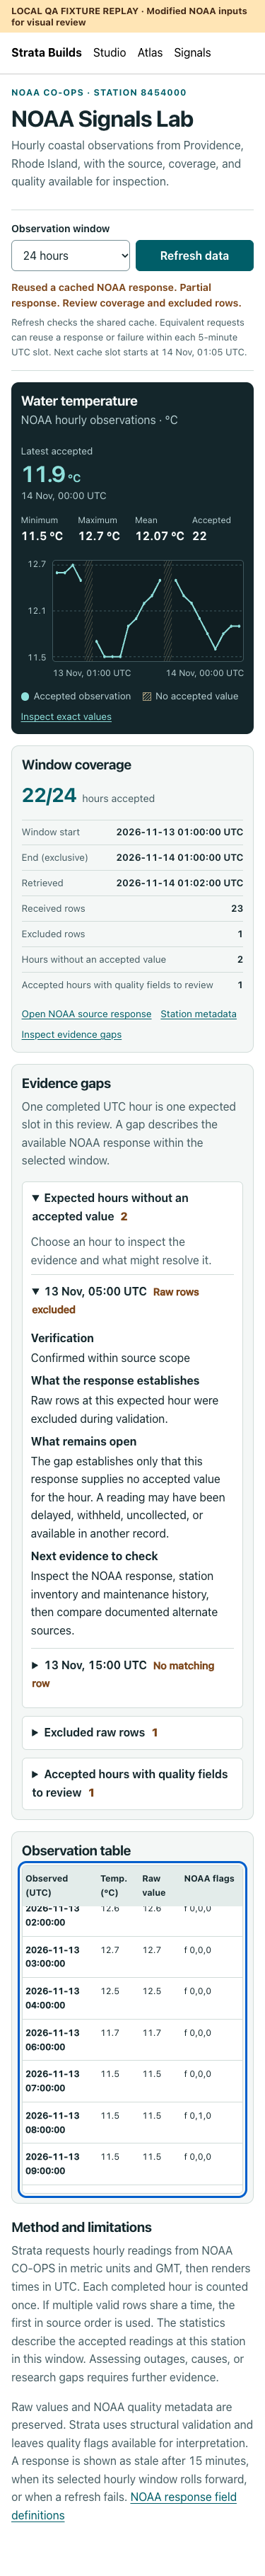 LOCAL QA FIXTURE REPLAY · Modified NOAA inputs
for visual review
Strata Builds Studio Atlas Signals
NOAA CO-OPS · STATION 8454000
NOAA Signals Lab
Hourly coastal observations from Providence,
Rhode Island, with the source, coverage, and
quality available for inspection.
Observation window
24 hours
Refresh data
Reused a cached NOAA response. Partial
response. Review coverage and excluded rows.
Refresh checks the shared cache. Equivalent requests
can reuse a response or failure within each 5-minute
UTC slot. Next cache slot starts at 14 Nov, 01:05 UTC.
Water temperature
NOAA hourly observations · °C
Latest accepted
11.9 °C
14 Nov, 00:00 UTC
Minimum Maximum Mean Accepted
11.5 °C 12.7 °C 12.07 °C 22
12.7
12.1
11.5
13 Nov, 01:00 UTC 14 Nov, 00:00 UTC
Accepted observation No accepted value
Inspect exact values
Window coverage
22/24 hours accepted
Window start 2026-11-13 01:00:00 UTC
End (exclusive) 2026-11-14 01:00:00 UTC
Retrieved 2026-11-14 01:02:00 UTC
Received rows 23
Excluded rows 1
Hours without an accepted value 2
Accepted hours with quality fields to review 1
Open NOAA source response Station metadata
Inspect evidence gaps
Evidence gaps
One completed UTC hour is one expected
slot in this review. A gap describes the
available NOAA response within the
selected window.
▼ Expected hours without an
accepted value 2
Choose an hour to inspect the
evidence and what might resolve it.
▼ 13 Nov, 05:00 UTC Raw rows
excluded
Verification
Confirmed within source scope
What the response establishes
Raw rows at this expected hour were
excluded during validation.
What remains open
The gap establishes only that this
response supplies no accepted value
for the hour. A reading may have been
delayed, withheld, uncollected, or
available in another record.
Next evidence to check
Inspect the NOAA response, station
inventory and maintenance history,
then compare documented alternate
sources.
▶ 13 Nov, 15:00 UTC No matching
row
▶ Excluded raw rows 1
▶ Accepted hours with quality fields
to review 1
Observation table
Observed Temp. Raw NOAA flags
(UTC) (°C) value
2026-11-13 12.6 12.6 f 0,0,0
02:00:00
2026-11-13 12.7 12.7 f 0,0,0
03:00:00
2026-11-13 12.5 12.5 f 0,0,0
04:00:00
2026-11-13 11.7 11.7 f 0,0,0
06:00:00
2026-11-13 11.5 11.5 f 0,0,0
07:00:00
2026-11-13 11.5 11.5 f 0,1,0
08:00:00
2026-11-13 11.5 11.5 f 0,0,0
09:00:00
Method and limitations
Strata requests hourly readings from NOAA
CO-OPS in metric units and GMT, then renders
times in UTC. Each completed hour is counted
once. If multiple valid rows share a time, the
first in source order is used. The statistics
describe the accepted readings at this station
in this window. Assessing outages, causes, or
research gaps requires further evidence.
Raw values and NOAA quality metadata are
preserved. Strata uses structural validation and
leaves quality flags available for interpretation.
A response is shown as stale after 15 minutes,
when its selected hourly window rolls forward,
or when a refresh fails. NOAA response field
definitions